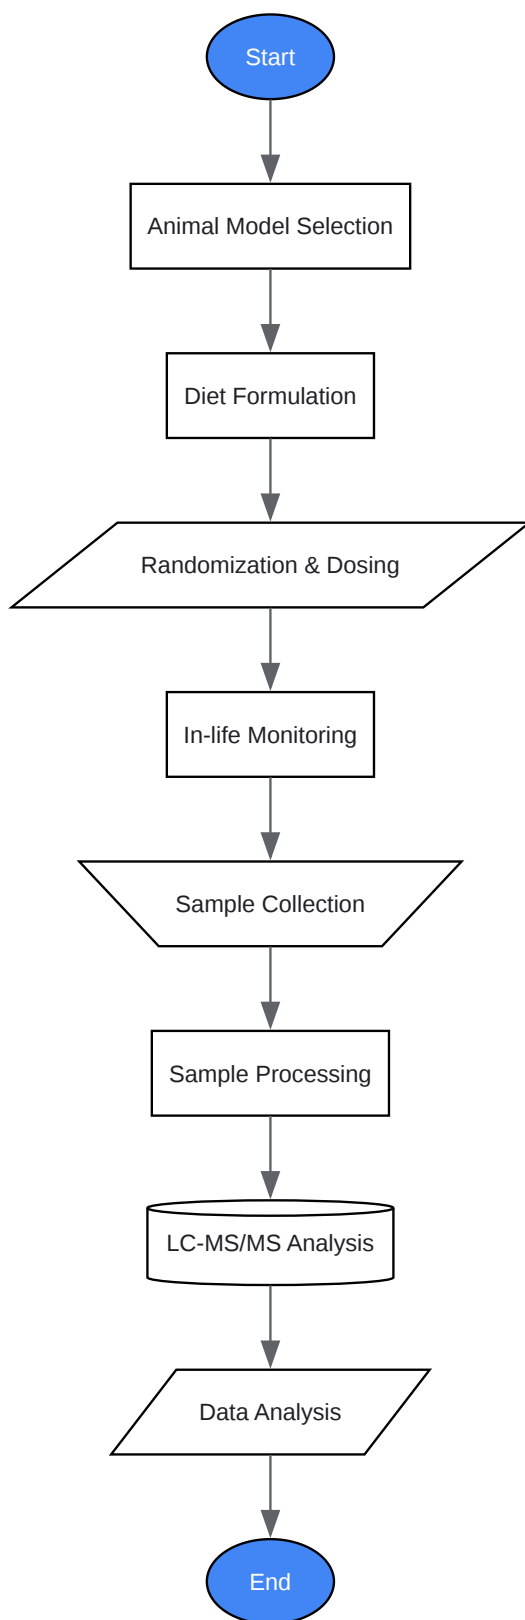 Start
Animal Model Selection
Diet Formulation
Randomization & Dosing
In-life Monitoring
Sample Collection
Sample Processing
LC-MS/MS Analysis
Data Analysis
End